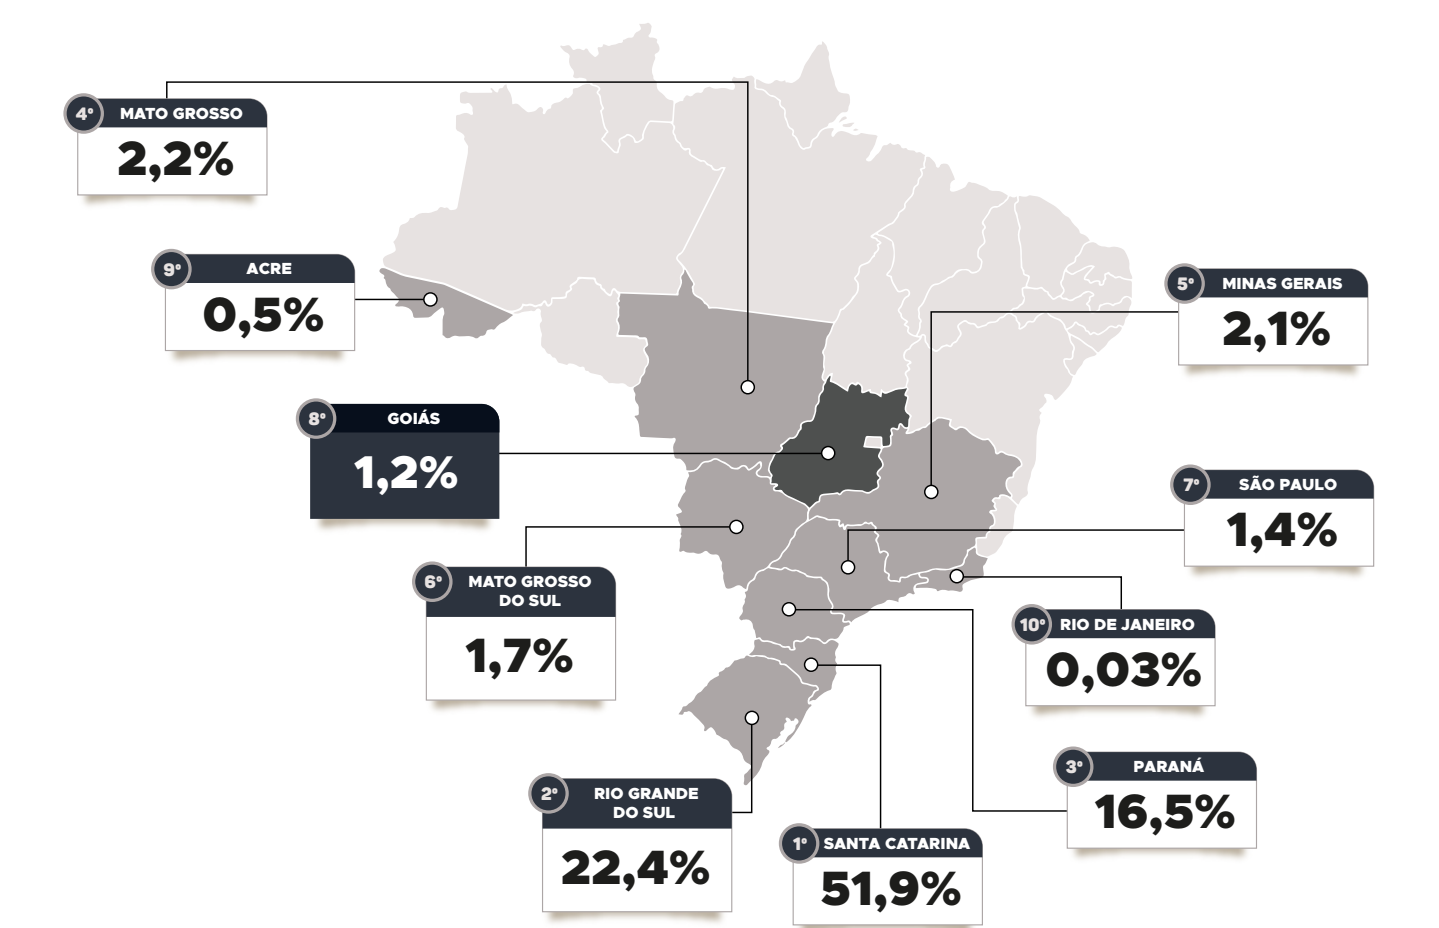 4º
MATO GROSSO
2,2%
9º
ACRE
0,5%
5º
MINAS GERAIS
2,1%
8º
GOIÁS
1,2%
7º
SÃO PAULO
1,4%
6º
MATO GROSSO
DO SUL
1,7%
10º
RIO DE JANEIRO
0,03%
3º
PARANÁ
16,5%
2º
RIO GRANDE
DO SUL
22,4%
1º
SANTA CATARINA
51,9%